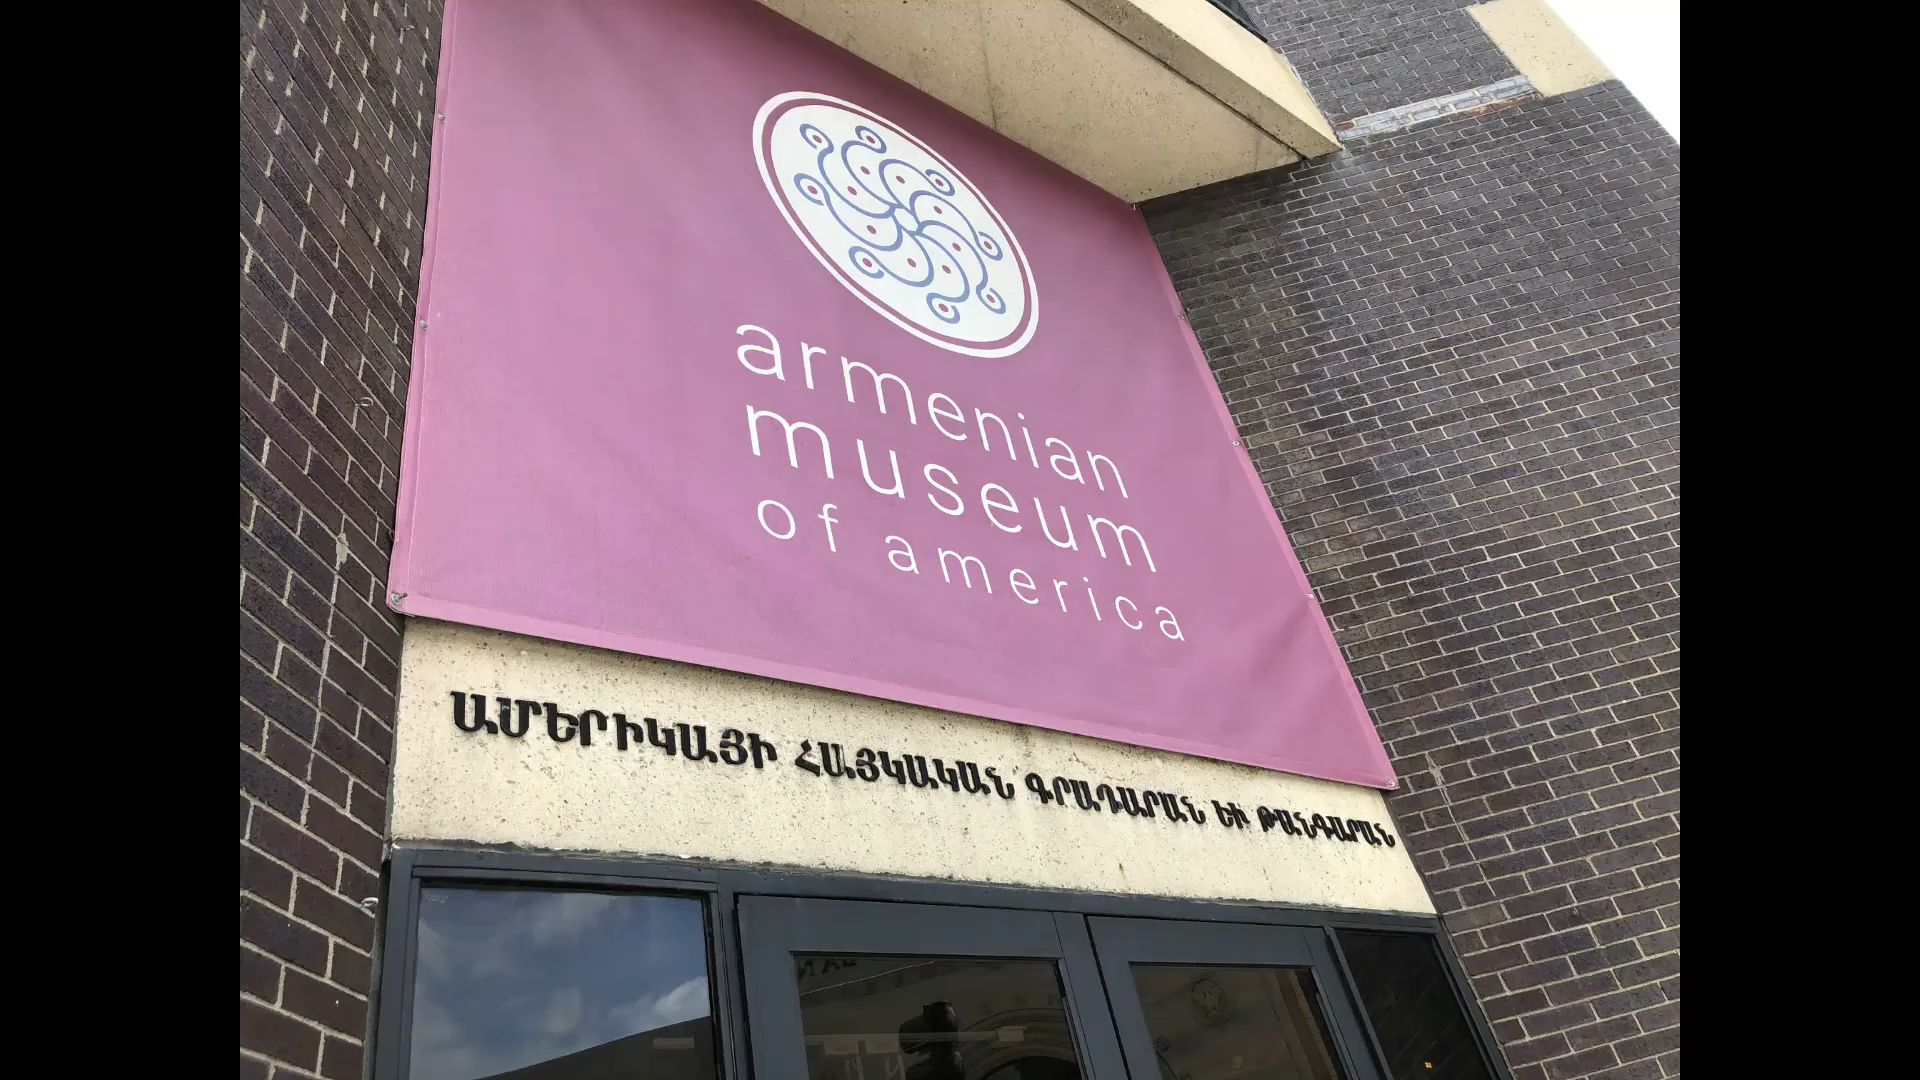 armenian
museum
of america
ԱՄԵՐԻԿԱՅԻ ՀԱՅԿԱԿԱՆ ԳՐԱԴԱՐԱՆ ԵՒ ԹԱՆԳԱՐԱՆ